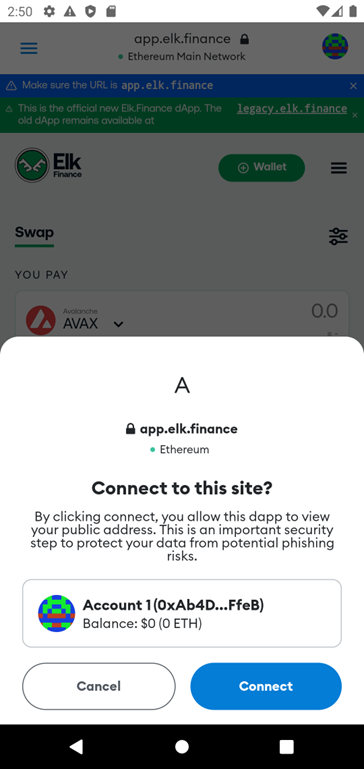 2:50
app.elk.finance
Ethereum Main Network
Make sure the URL is app.elk.finance
This is the official new Elk.Finance dApp. The legacy.elk.finance
old dApp remains available at
Elk
Finance
Wallet
Swap
YOU PAY
Avalanche
AVAX
0.0
A
app.elk.finance
Ethereum
Connect to this site?
By clicking connect, you allow this dapp to view
your public address. This is an important security
step to protect your data from potential phishing
risks.
Account 1 (0xAb4D...FfeB)
Balance: $0 (0 ETH)
Cancel
Connect